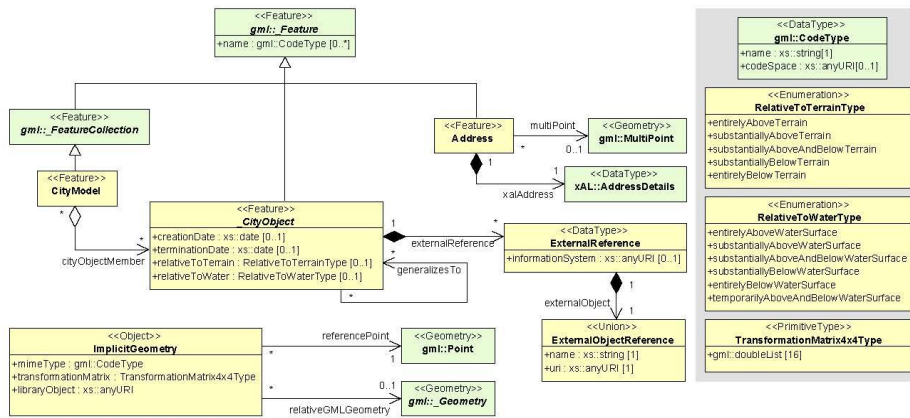 <<Feature>>
gml::_Feature
+name : gml::CodeType [0..*]
<<Feature>>
gml::_FeatureCollection
<<Feature>>
CityModel
*
*
cityObjectMember
<<Feature>>
Address
multiPoint
*
0..1
<<Geometry>>
gml::MultiPoint
1
1
xalAddress
<<DataType>>
xAL::AddressDetails
<<Feature>>
_CityObject
+creationDate : xs::date [0..1]
+terminationDate : xs::date [0..1]
+relativeToTerrain : RelativeToTerrainType [0..1]
+relativeToWater : RelativeToWaterType [0..1]
1
*
externalReference
*
generalizesTo
*
<<DataType>>
ExternalReference
+informationSystem : xs::anyURI [0..1]
1
externalObject
1
<<Union>>
ExternalObjectReference
+name : xs::string [1]
+uri : xs::anyURI [1]
<<Object>>
ImplicitGeometry
+mimeType : gml::CodeType
+transformationMatrix : TransformationMatrix4x4Type
+libraryObject : xs::anyURI
referencePoint
*
1
<<Geometry>>
gml::Point
*
0..1
relativeGMLGeometry
<<Geometry>>
gml::_Geometry
<<DataType>>
gml::CodeType
+name : xs::string[1]
+codeSpace : xs::anyURI[0..1]
<<Enumeration>>
RelativeToTerrainType
+entirelyAboveTerrain
+substantiallyAboveTerrain
+substantiallyAboveAndBelowTerrain
+substantiallyBelowTerrain
+entirelyBelowTerrain
<<Enumeration>>
RelativeToWaterType
+entirelyAboveWaterSurface
+substantiallyAboveWaterSurface
+substantiallyAboveAndBelowWaterSurface
+substantiallyBelowWaterSurface
+entirelyBelowWaterSurface
+temporarilyAboveAndBelowWaterSurface
<<PrimitiveType>>
TransformationMatrix4x4Type
+gml::doubleList [16]